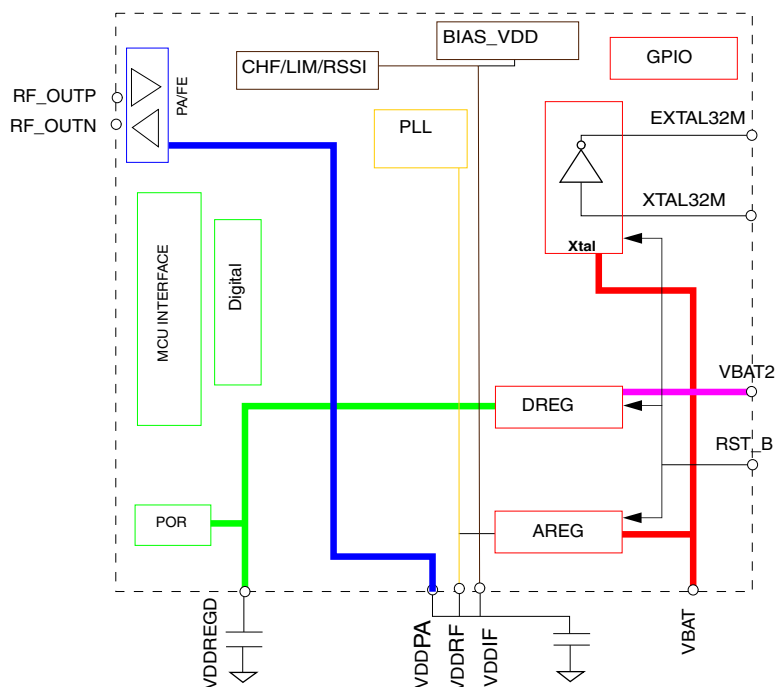 BIAS_VDD
CHF/LIM/RSSI
GPIO
RF_OUTP
RF_OUTN
PA/FE
PLL
EXTAL32M
XTAL32M
Xtal
MCU INTERFACE
Digital
VBAT2
DREG
RST_B
POR
AREG
VDDREGD
VDDPA
VDDRF
VDDIF
VBAT